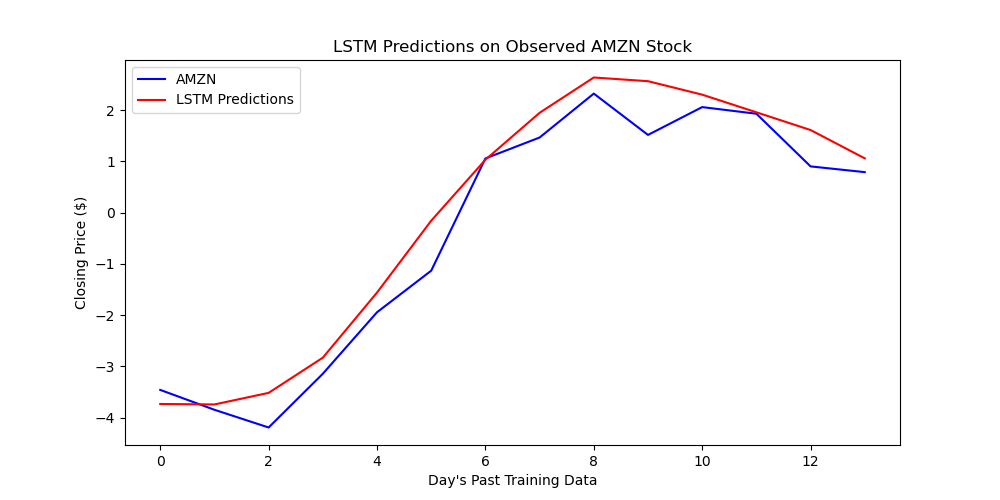 LSTM Predictions on Observed AMZN Stock
AMZN
LSTM Predictions
Closing Price ($)
2
1
0
−1
−2
−3
−4
0 2 4 6 8 10 12
Day's Past Training Data